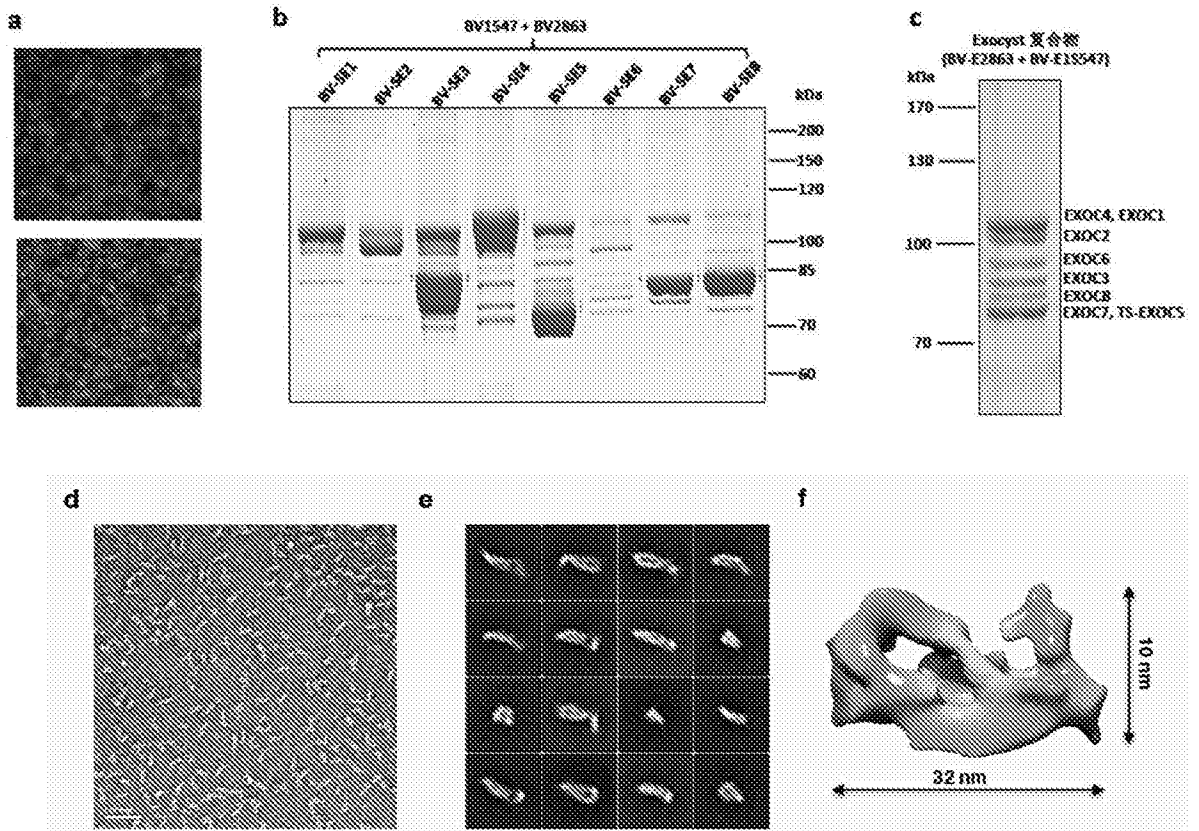 a
b
BV1547 + BV2863
BV-SE1 BV-SE2 BV-SE3 BV-SE4 BV-SE5 BV-SE6 BV-SE7 BV-SE8
kDa
200
150
120
100
85
70
60
c
Exocyst 复合物
(BV-E2863 + BV-E15547)
kDa
170
130
100
70
EXOC4, EXOC1
EXOC2
EXOC6
EXOC3
EXOC8
EXOC7, TS-EXOC5
d
e
f
10 nm
32 nm